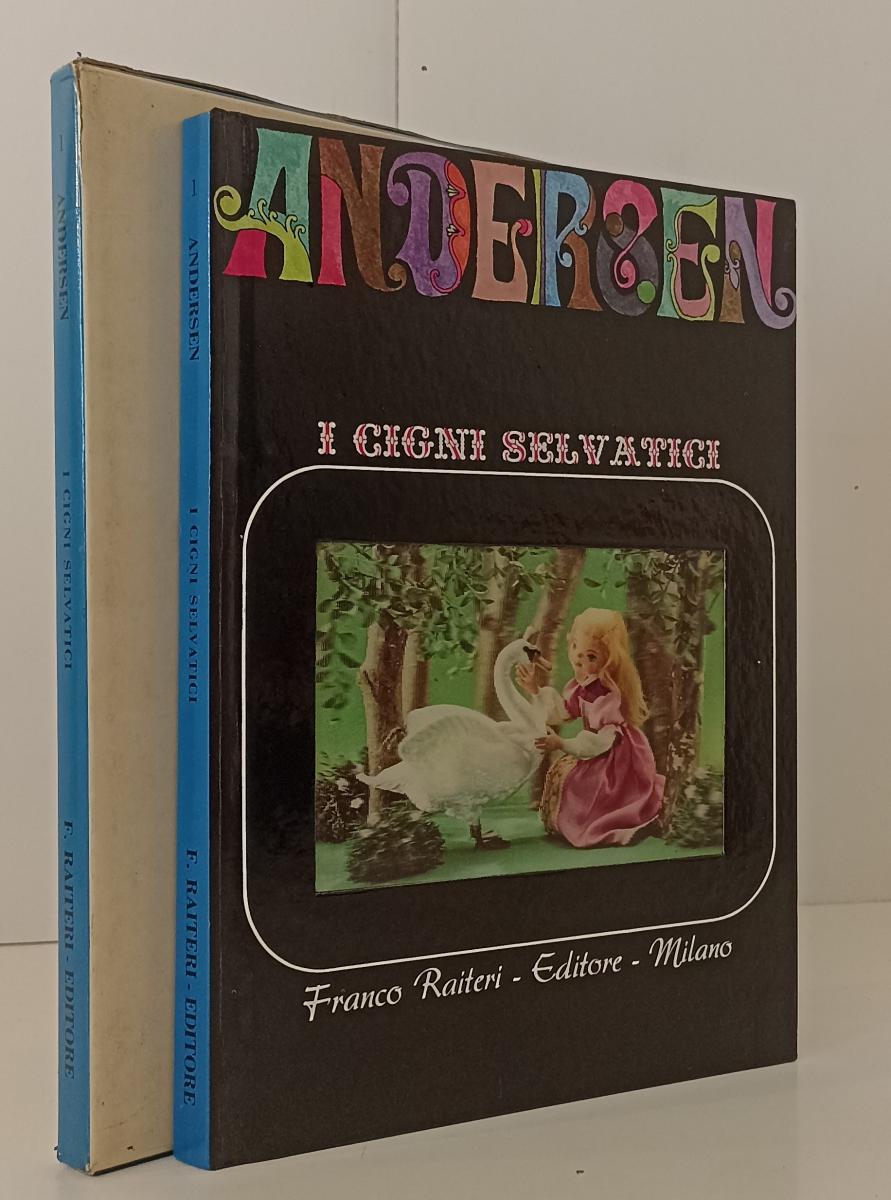 1 ANDERSEN I CIGNI SELVATICI F. RAITERI - EDITORE
1 ANDERSEN I CIGNI SELVATICI F. RAITERI - EDITORE
ANDERSEN
I CIGNI SELVATICI
Franco Raiteri - Editore - Milano